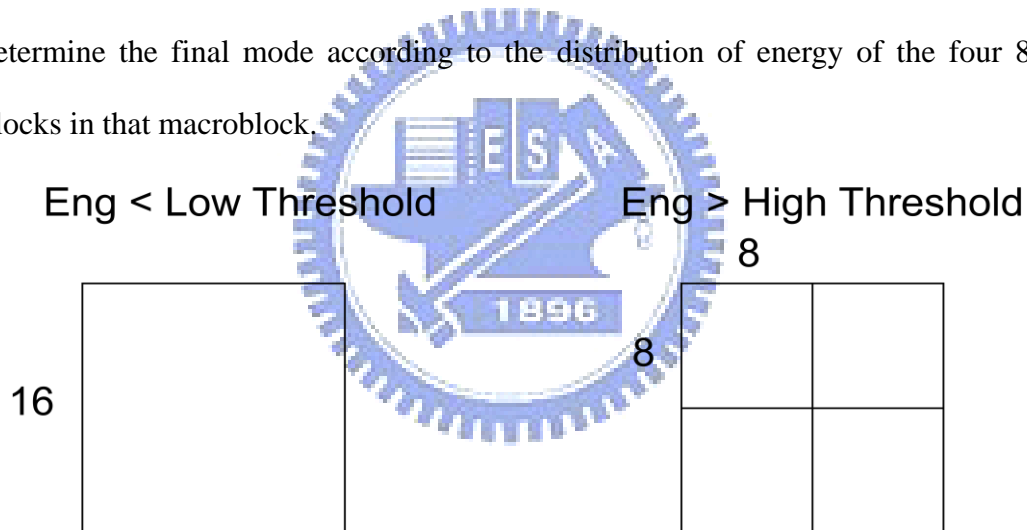 etermine the final mode according to the distribution of energy of the four 8
locks in that macroblock.
Eng < Low Threshold
Eng > High Threshold
8
8
16
E S A
1896